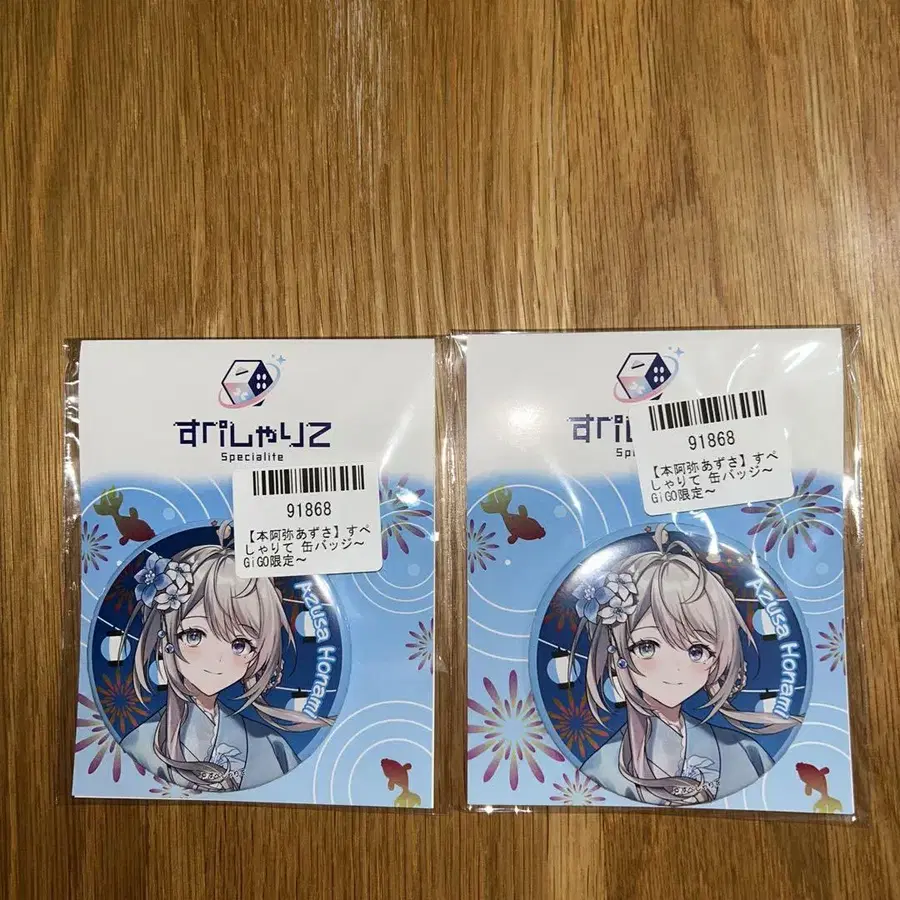 すぺしゃりて
Specialite
91868
【本阿弥あずさ】すぺ
しゃりて 缶バッジ～
GiGO限定～
Azusa Honami
すぺし
Sp
91868
【本阿弥あずさ】すぺ
しゃりて 缶バッジ～
GiGO限定～
Azusa Honami